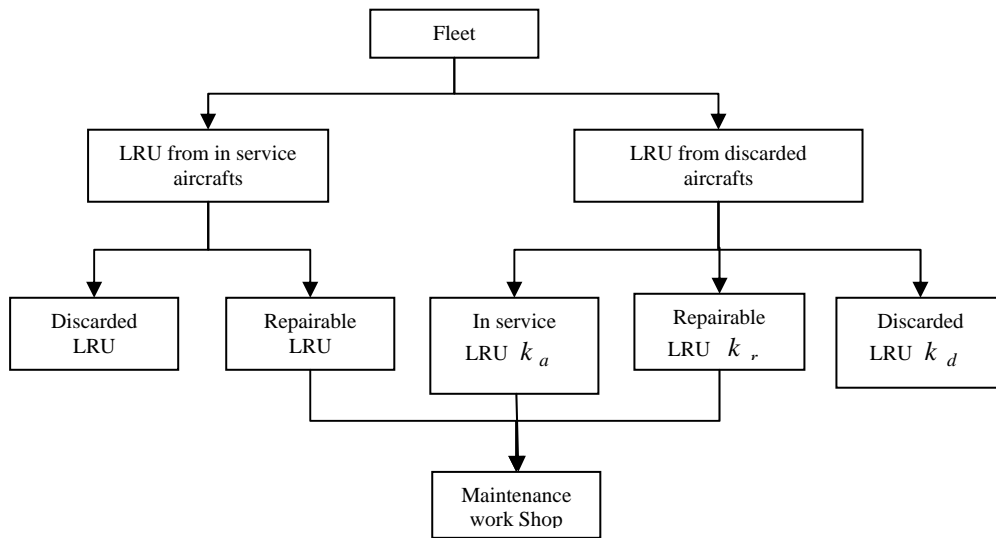 Fleet
LRU from in service
aircrafts
LRU from discarded
aircrafts
Discarded
LRU
Repairable
LRU
In service
LRU k a
Repairable
LRU k r
Discarded
LRU k d
Maintenance
work Shop